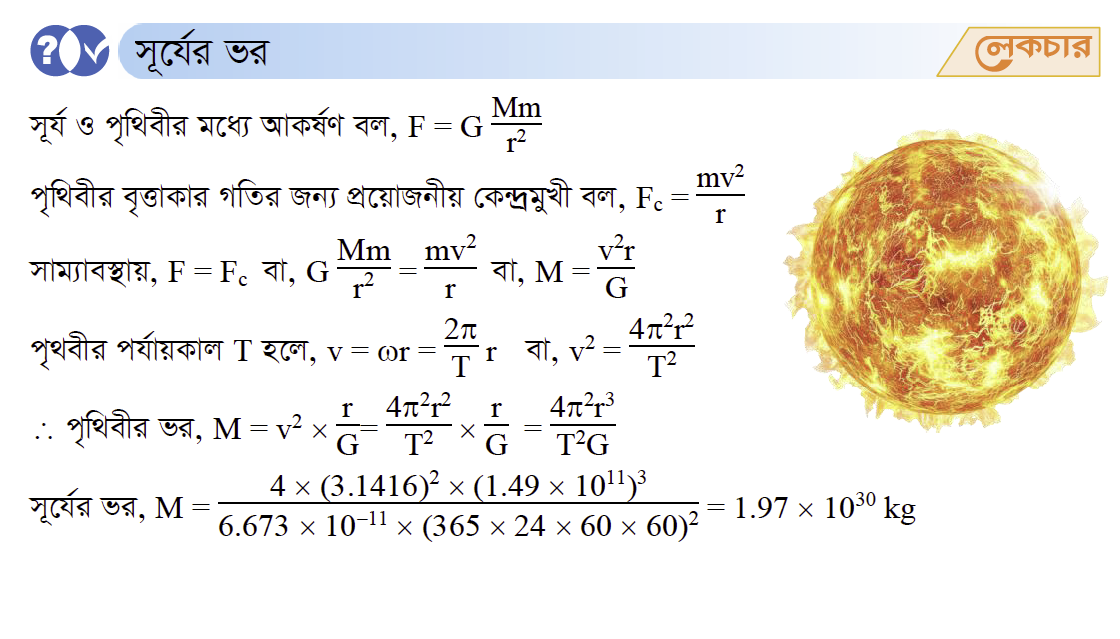 সূর্যের ভর
লেকচার
সূর্য ও পৃথিবীর মধ্যে আকর্ষণ বল, F = G Mm/r²
পৃথিবীর বৃত্তাকার গতির জন্য প্রয়োজনীয় কেন্দ্রমুখী বল, F꜀ = mv²/r
সাম্যাবস্থায়, F = F꜀ বা, G Mm/r² = mv²/r বা, M = v²r/G
পৃথবীর পর্যায়কাল T হলে, v = ωr = 2π/T r বা, v² = 4π²r²/T²
∴ পৃথিবীর ভর, M = v² × r/G = 4π²r²/T² × r/G = 4π²r³/T²G
সূর্যের ভর, M = 4 × (3.1416)² × (1.49 × 10¹¹)³ / 6.673 × 10⁻¹¹ × (365 × 24 × 60 × 60)² = 1.97 × 10³⁰ kg